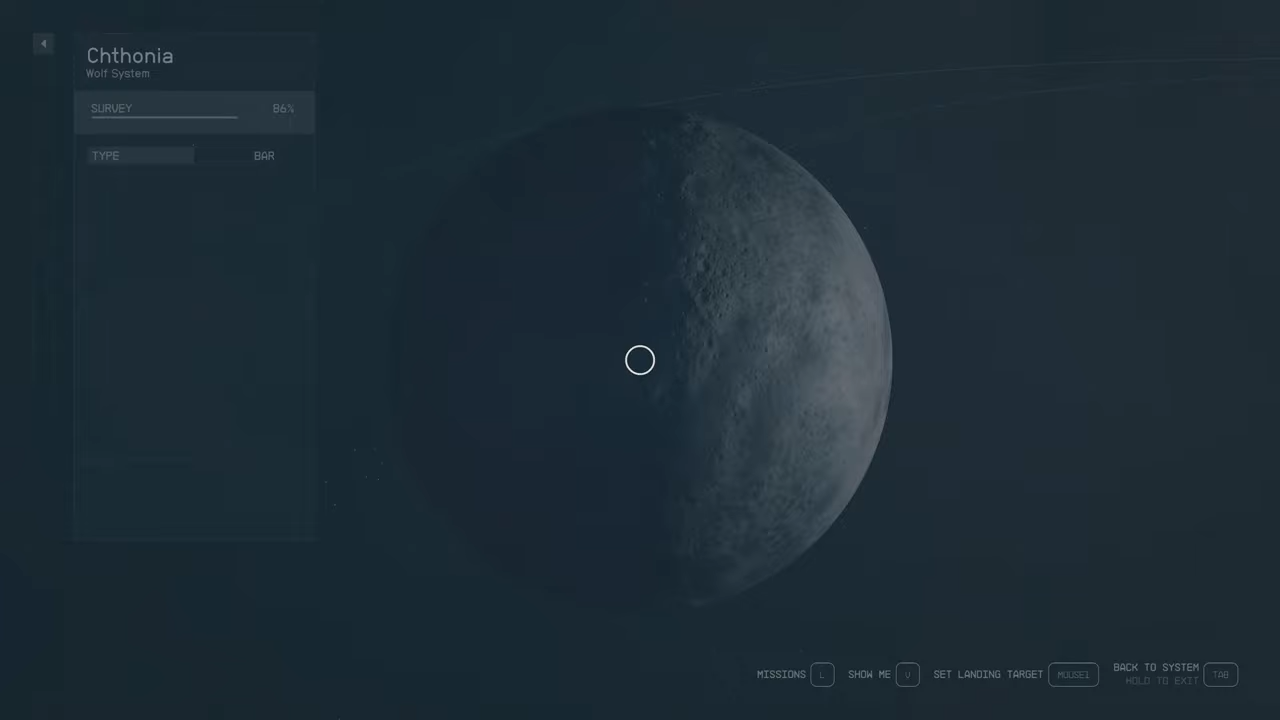 Chthonia
Wolf System
SURVEY 86%
TYPE BAR
MISSIONS L SHOW ME V SET LANDING TARGET MOUSE1 BACK TO SYSTEM TAB
HOLD TO EXIT